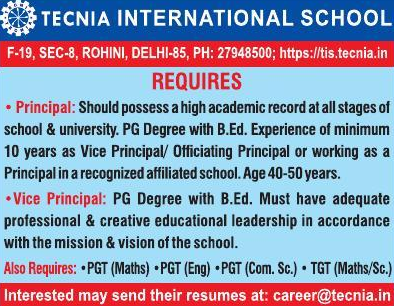 TECNIA INTERNATIONAL SCHOOL
F-19, SEC-8, ROHINI, DELHI-85, PH: 27948500; https://tis.tecnia.in
REQUIRES
• Principal: Should possess a high academic record at all stages of
school & university. PG Degree with B.Ed. Experience of minimum
10 years as Vice Principal/ Officiating Principal or working as a
Principal in a recognized affiliated school. Age 40-50 years.
• Vice Principal: PG Degree with B.Ed. Must have adequate
professional & creative educational leadership in accordance
with the mission & vision of the school.
Also Requires: •PGT (Maths) •PGT (Eng) •PGT (Com. Sc.) • TGT (Maths/Sc.)
Interested may send their resumes at: career@tecnia.in